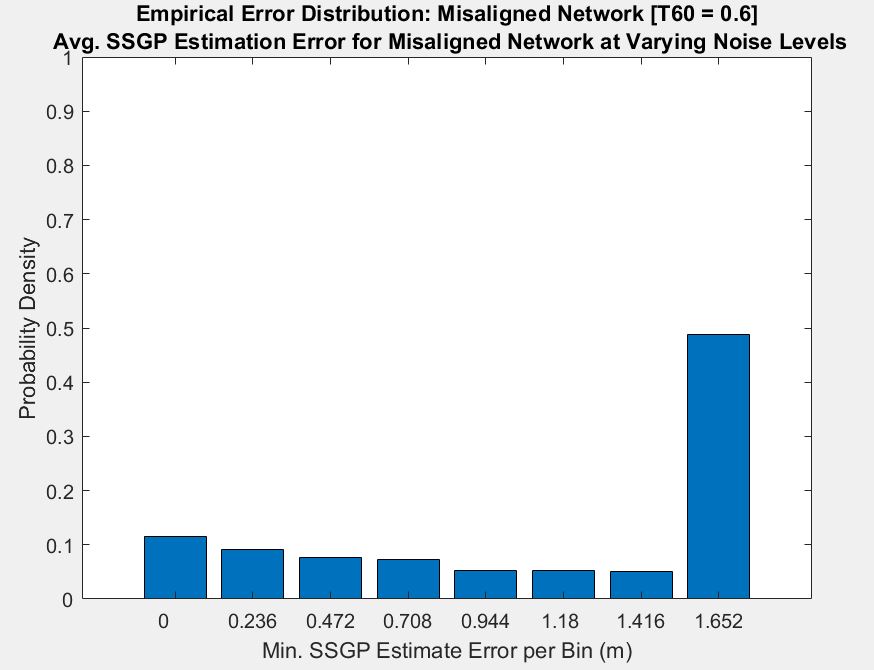 Empirical Error Distribution: Misaligned Network [T60 = 0.6]
Avg. SSGP Estimation Error for Misaligned Network at Varying Noise Levels
1
0.9
0.8
0.7
0.6
0.5
0.4
0.3
0.2
0.1
0
Probability Density
0 0.236 0.472 0.708 0.944 1.18 1.416 1.652
Min. SSGP Estimate Error per Bin (m)